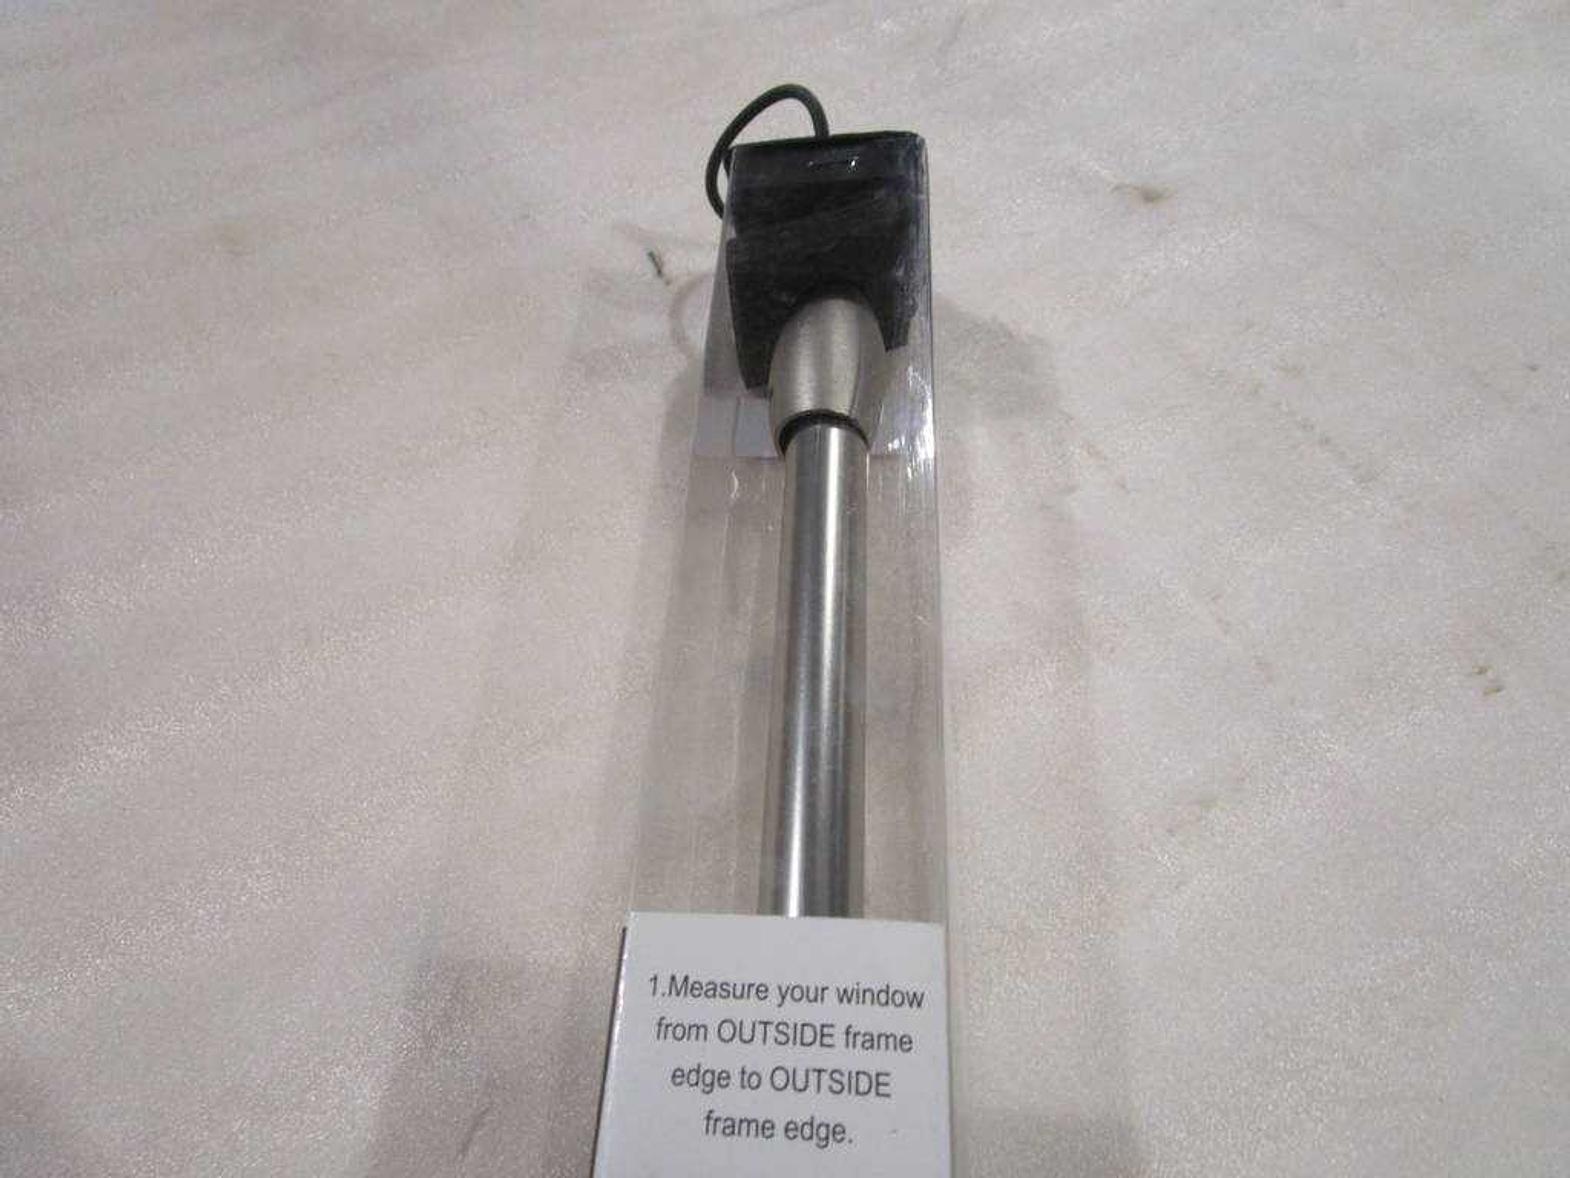 1.Measure your window
from OUTSIDE frame
edge to OUTSIDE
frame edge.